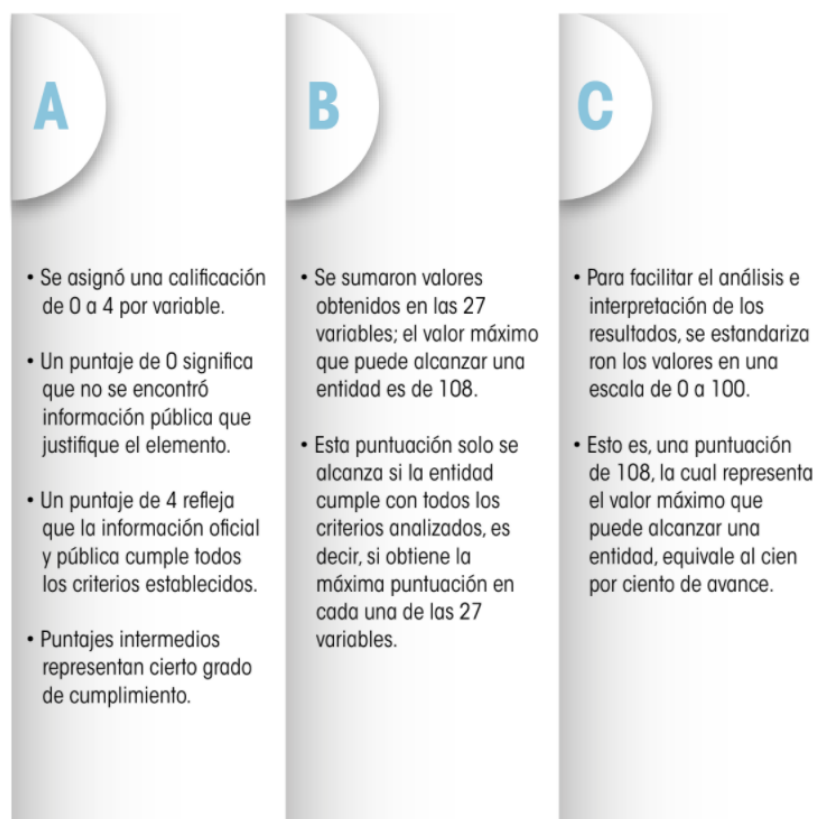 A
• Se asignó una calificación
de 0 a 4 por variable.
• Un puntaje de 0 significa
que no se encontró
información pública que
justifique el elemento.
• Un puntaje de 4 refleja
que la información oficial
y pública cumple todos
los criterios establecidos.
• Puntajes intermedios
representan cierto grado
de cumplimiento.
B
• Se sumaron valores
obtenidos en las 27
variables; el valor máximo
que puede alcanzar una
entidad es de 108.
• Esta puntuación solo se
alcanza si la entidad
cumple con todos los
criterios analizados, es
decir, si obtiene la
máxima puntuación en
cada una de las 27
variables.
C
• Para facilitar el análisis e
interpretación de los
resultados, se estandariza
ron los valores en una
escala de 0 a 100.
• Esto es, una puntuación
de 108, la cual representa
el valor máximo que
puede alcanzar una
entidad, equivale al cien
por ciento de avance.